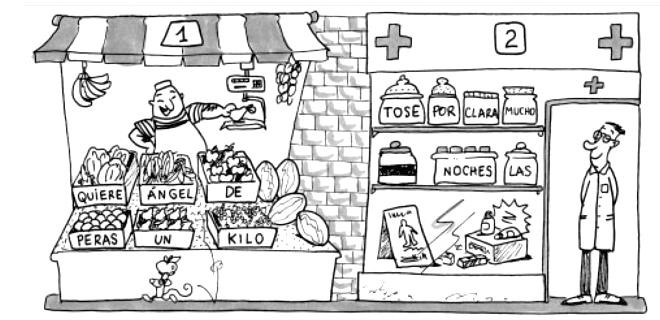 1
2
TOSE POR CLARA MUCHO
NOCHES LAS
QUIERE ÁNGEL DE
PERAS UN KILO